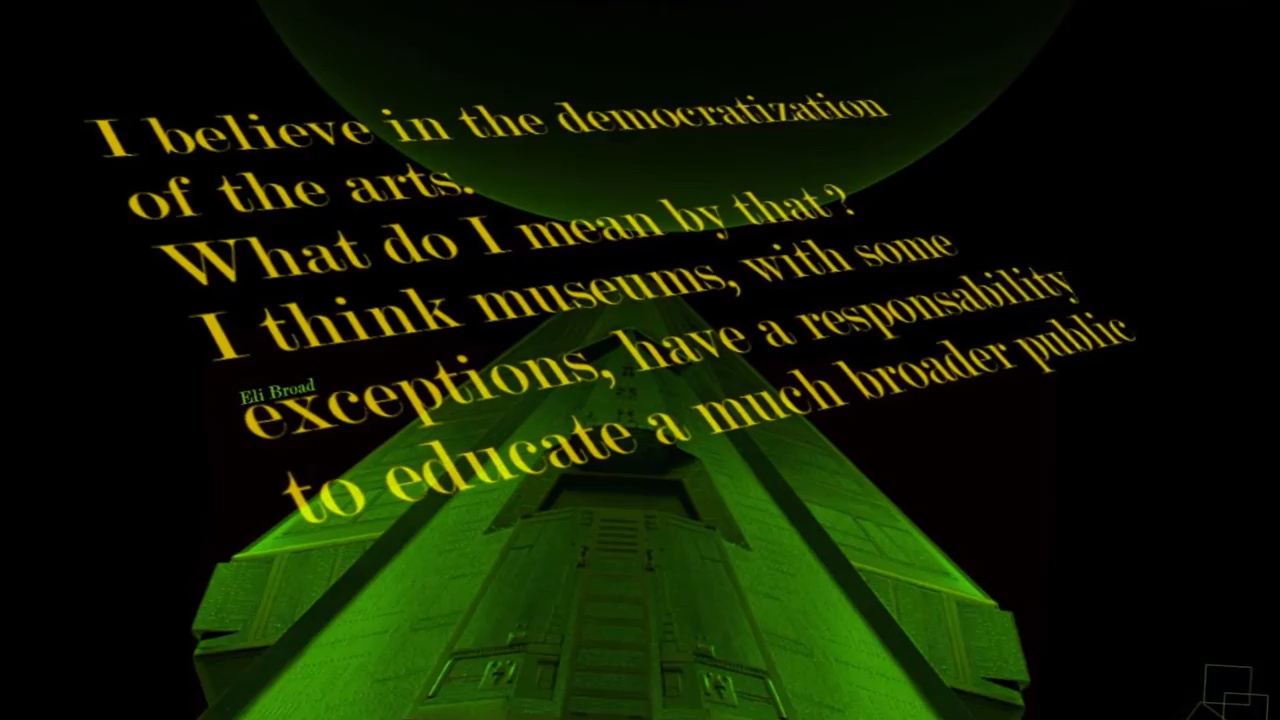 I believe in the democratization
of the arts.
What do I mean by that?
I think museums, with some
exceptions, have a responsability
to educate a much broader public
Eli Broad